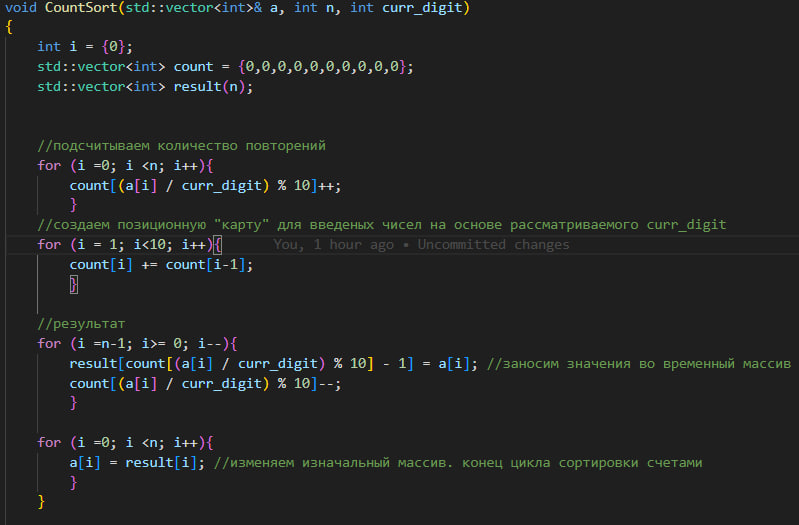 void CountSort(std::vector<int>& a, int n, int curr_digit)
{
    int i = {0};
    std::vector<int> count = {0,0,0,0,0,0,0,0,0,0};
    std::vector<int> result(n);
    //подсчитываем количество повторений
    for (i =0; i <n; i++){
        count[(a[i] / curr_digit) % 10]++;
        }
    //создаем позиционную "карту" для введеных чисел на основе рассматриваемого curr_digit
    for (i = 1; i<10; i++){      You, 1 hour ago • Uncommitted changes
        count[i] += count[i-1];
        }
    //результат
    for (i =n-1; i>= 0; i--){
        result[count[(a[i] / curr_digit) % 10] - 1] = a[i]; //заносим значения во временный массив
        count[(a[i] / curr_digit) % 10]--;
        }
    for (i =0; i <n; i++){
        a[i] = result[i]; //изменяем изначальный массив. конец цикла сортировки счетами
        }
    }